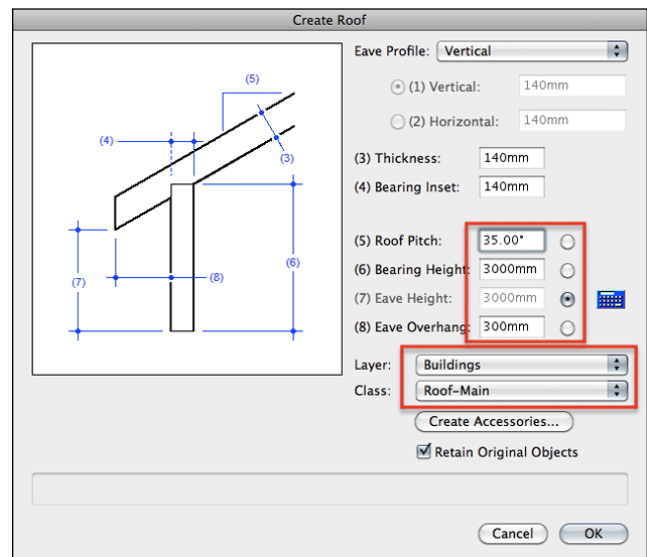 Create Roof
Eave Profile: Vertical
(1) Vertical: 140mm
(2) Horizontal: 140mm
(3) Thickness: 140mm
(4) Bearing Inset: 140mm
(5) Roof Pitch: 35.00°
(6) Bearing Height: 3000mm
(7) Eave Height: 3000mm
(8) Eave Overhang: 300mm
Layer: Buildings
Class: Roof-Main
Create Accessories...
Retain Original Objects
Cancel OK
(5)
(4)
(3)
(6)
(7)
(8)